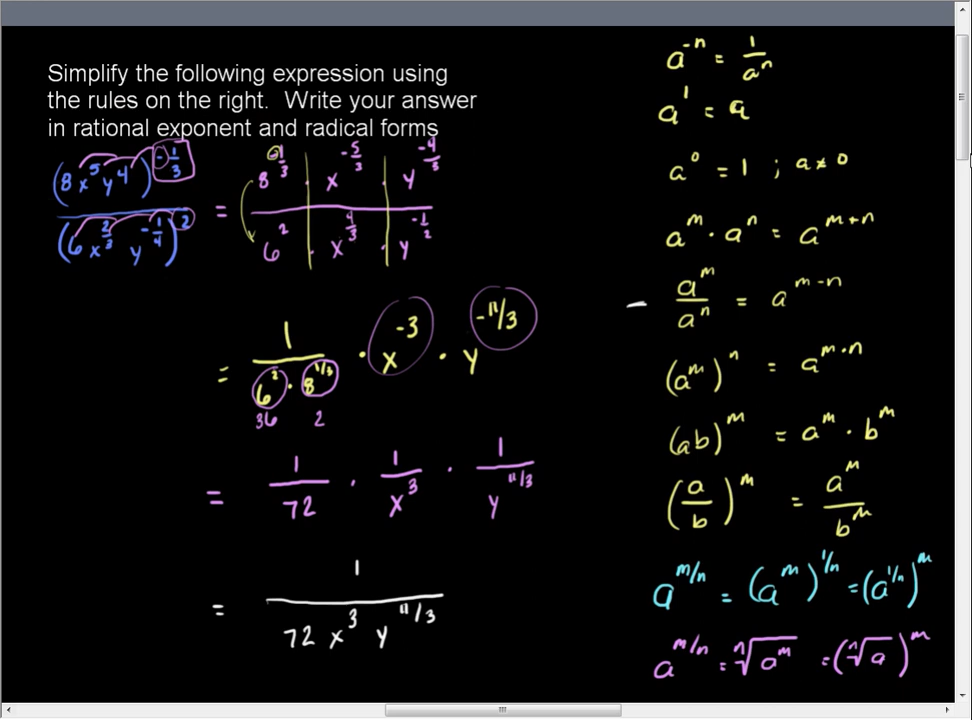 Simplify the following expression using
the rules on the right. Write your answer
in rational exponent and radical forms
(8x^5y^4)^(-1/3) / (6x^(2/3)y^(-1/4))^2 = 8^(-1/3)/6^2 · x^(-5/3)/x^(4/3) · y^(-4/3)/y^(-1/2)
= 1/(6^2 · 8^(1/3)) · x^(-3) · y^(-11/3)
36 2
= 1/72 · 1/x^3 · 1/y^(11/3)
= 1/(72 x^3 y^(11/3))
a^(-n) = 1/a^n
a^1 = a
a^0 = 1 ; a≠0
a^m · a^n = a^(m+n)
- a^m/a^n = a^(m-n)
(a^m)^n = a^(m·n)
(ab)^m = a^m · b^m
(a/b)^m = a^m/b^m
a^(m/n) = (a^m)^(1/n) = (a^(1/n))^m
a^(m/n) = ⁿ√(a^m) = (ⁿ√a)^m